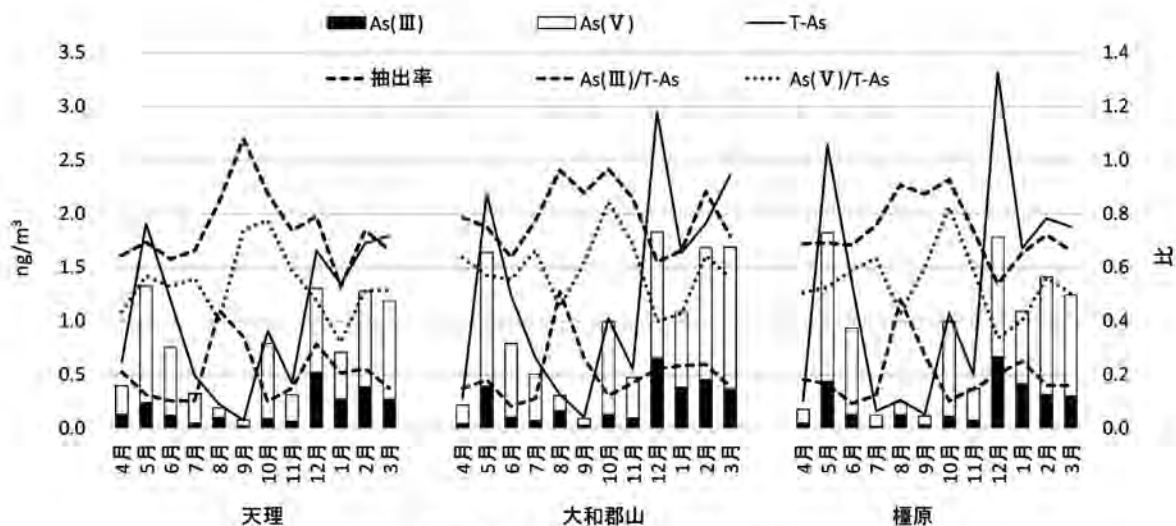 As(Ⅲ) As(Ⅴ) T-As
抽出率 As(Ⅲ)/T-As As(Ⅴ)/T-As
3.5
3.0
2.5
2.0
1.5
1.0
0.5
0.0
ng/m³
1.4
1.2
1.0
0.8
0.6
0.4
0.2
0.0
比
4月 5月 6月 7月 8月 9月 10月 11月 12月 1月 2月 3月 4月 5月 6月 7月 8月 9月 10月 11月 12月 1月 2月 3月 4月 5月 6月 7月 8月 9月 10月 11月 12月 1月 2月 3月
天理 大和郡山 橿原